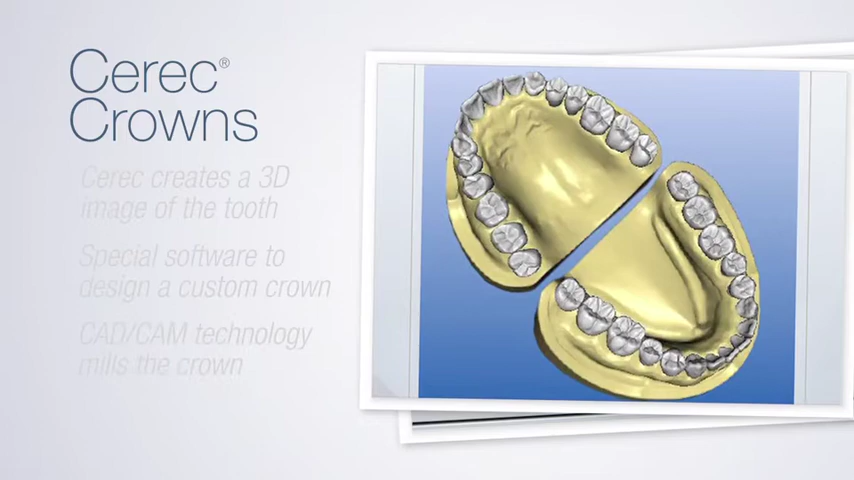 Cerec®
Crowns
Cerec creates a 3D
image of the tooth
Special software to
design a custom crown
CAD/CAM technology
mills the crown